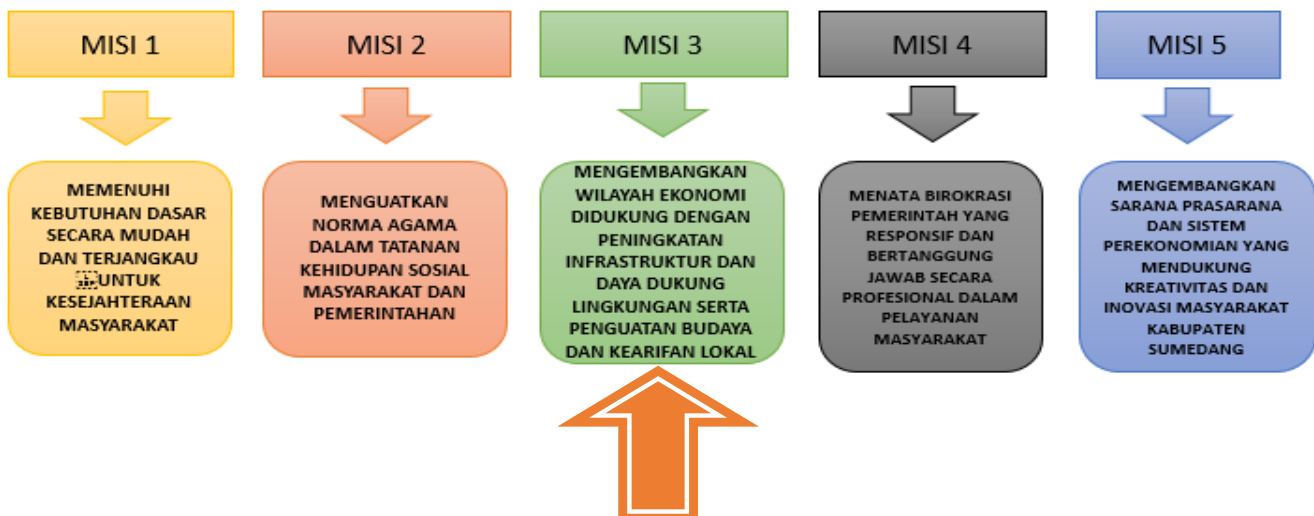 MISI 1
MEMENUHI
KEBUTUHAN DASAR
SECARA MUDAH
DAN TERJANGKAU
UNTUK
KESEJAHTERAAN
MASYARAKAT
MISI 2
MENGUATKAN
NORMA AGAMA
DALAM TATANAN
KEHIDUPAN SOSIAL
MASYARAKAT DAN
PEMERINTAHAN
MISI 3
MENGEMBANGKAN
WILAYAH EKONOMI
DIDUKUNG DENGAN
PENINGKATAN
INFRASTRUKTUR DAN
DAYA DUKUNG
LINGKUNGAN SERTA
PENGUATAN BUDAYA
DAN KEARIFAN LOKAL
MISI 4
MENATA BIROKRASI
PEMERINTAH YANG
RESPONSIF DAN
BERTANGGUNG
JAWAB SECARA
PROFESIONAL DALAM
PELAYANAN
MASYARAKAT
MISI 5
MENGEMBANGKAN
SARANA PRASARANA
DAN SISTEM
PEREKONOMIAN YANG
MENDUKUNG
KREATIVITAS DAN
INOVASI MASYARAKAT
KABUPATEN
SUMEDANG